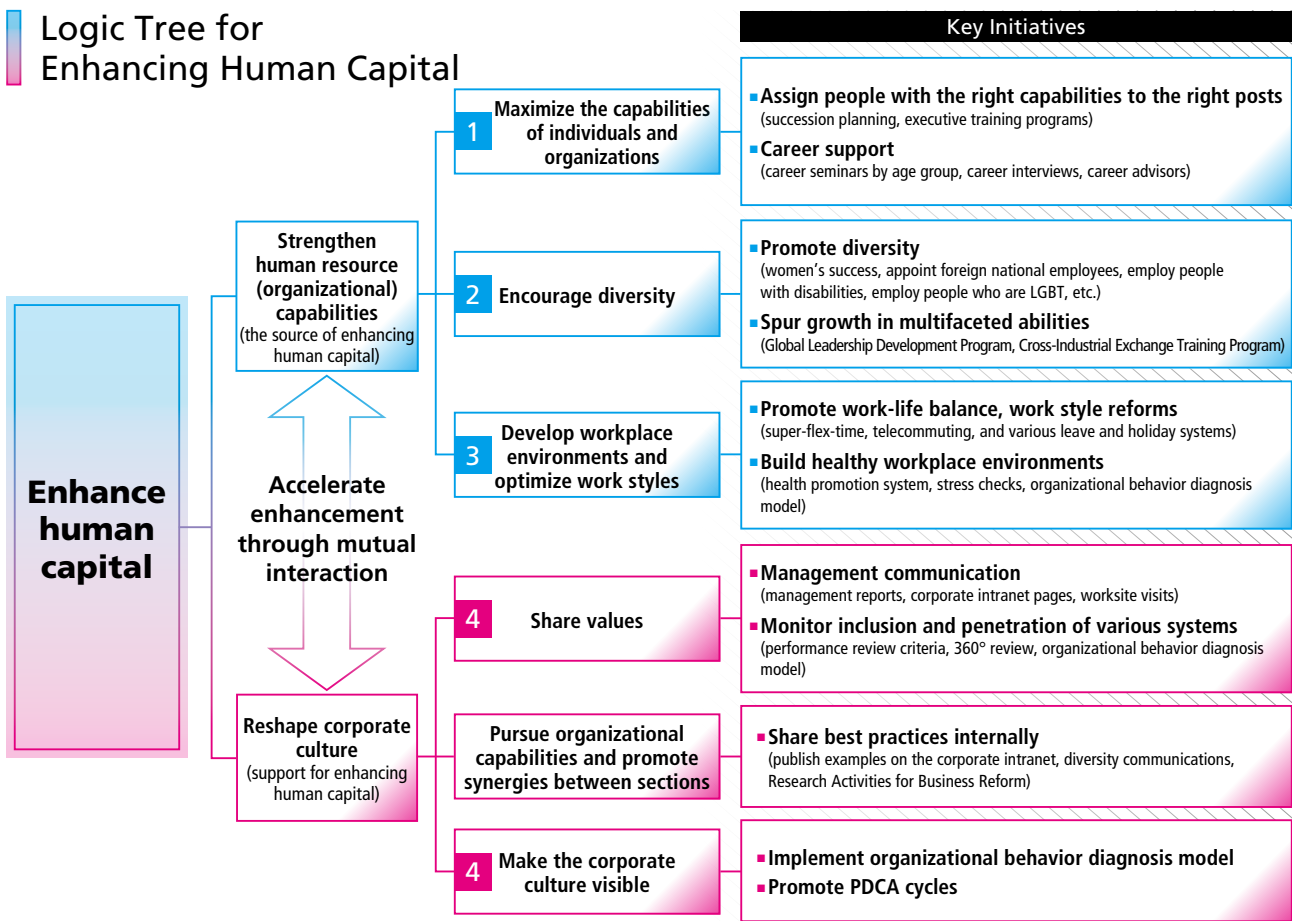 Logic Tree for
Enhancing Human Capital
Key Initiatives
Enhance
human
capital
Strengthen
human resource
(organizational)
capabilities
(the source of enhancing
human capital)
Accelerate
enhancement
through mutual
interaction
Reshape corporate
culture
(support for enhancing
human capital)
1
Maximize the capabilities
of individuals and
organizations
■Assign people with the right capabilities to the right posts
(succession planning, executive training programs)
■Career support
(career seminars by age group, career interviews, career advisors)
2
Encourage diversity
■Promote diversity
(women’s success, appoint foreign national employees, employ people
with disabilities, employ people who are LGBT, etc.)
■Spur growth in multifaceted abilities
(Global Leadership Development Program, Cross-Industrial Exchange Training Program)
3
Develop workplace
environments and
optimize work styles
■Promote work-life balance, work style reforms
(super-flex-time, telecommuting, and various leave and holiday systems)
■Build healthy workplace environments
(health promotion system, stress checks, organizational behavior diagnosis
model)
4
Share values
■Management communication
(management reports, corporate intranet pages, worksite visits)
■Monitor inclusion and penetration of various systems
(performance review criteria, 360° review, organizational behavior diagnosis
model)
Pursue organizational
capabilities and promote
synergies between sections
■Share best practices internally
(publish examples on the corporate intranet, diversity communications,
Research Activities for Business Reform)
4
Make the corporate
culture visible
■Implement organizational behavior diagnosis model
■Promote PDCA cycles